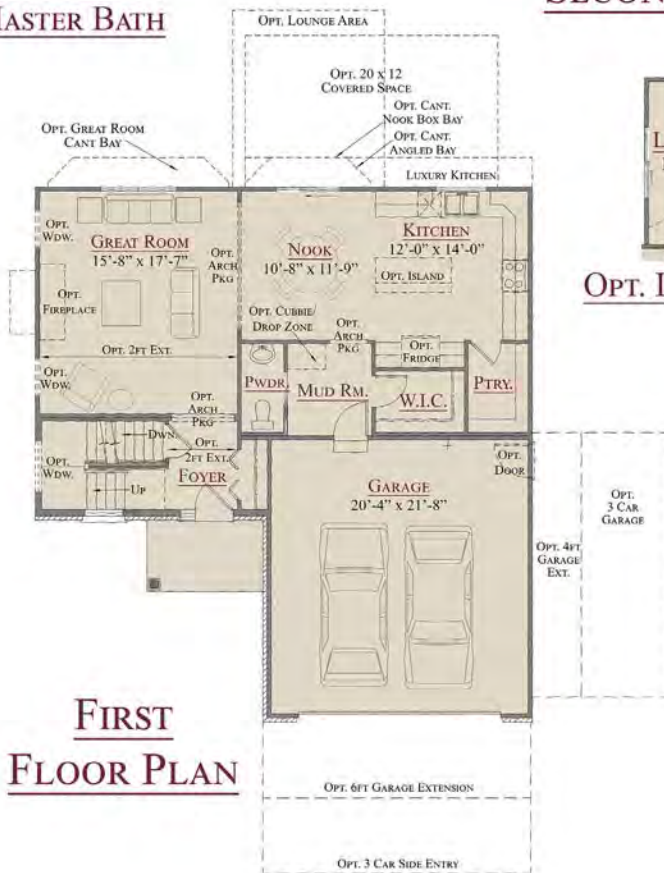 MASTER BATH
SECON
OPT. LOUNGE AREA
OPT. 20 X 12
COVERED SPACE
OPT. CANT.
NOOK BOX BAY
OPT. CANT.
ANGLED BAY
OPT. GREAT ROOM
CANT BAY
LUXURY KITCHEN
L
OPT.
WDW.
GREAT ROOM
15'-8" X 17'-7"
OPT.
ARCH
PKG
NOOK
10'-8" X 11'-9"
KITCHEN
12'-0" X 14'-0"
OPT. ISLAND
OPT. 
OPT.
FIREPLACE
OPT. CUBBIE/
DROP ZONE
OPT.
ARCH
PKG
OPT.
FRIDGE
OPT. 2FT EXT.
OPT.
WDW.
PWDR.
MUD RM.
W.I.C.
PTRY.
OPT.
ARCH
PKG
DWN.
OPT.
2FT EXT.
OPT.
WDW.
FOYER
UP
OPT.
DOOR
GARAGE
20'-4" X 21'-8"
OPT.
3 CAR
GARAGE
OPT. 4FT
GARAGE
EXT.
FIRST
FLOOR PLAN
OPT. 6FT GARAGE EXTENSION
OPT. 3 CAR SIDE ENTRY